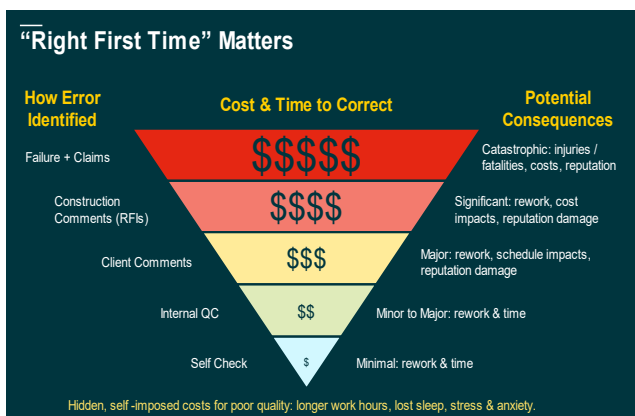 “Right First Time” Matters
How Error
Identified
Cost & Time to Correct
Potential
Consequences
Failure + Claims
$$$$$
Catastrophic: injuries /
fatalities, costs, reputation
Construction
Comments (RFIs)
$$$$
Significant: rework, cost
impacts, reputation damage
Client Comments
$$$
Major: rework, schedule impacts,
reputation damage
Internal QC
$$
Minor to Major: rework & time
Self Check
$
Minimal: rework & time
Hidden, self -imposed costs for poor quality: longer work hours, lost sleep, stress & anxiety.